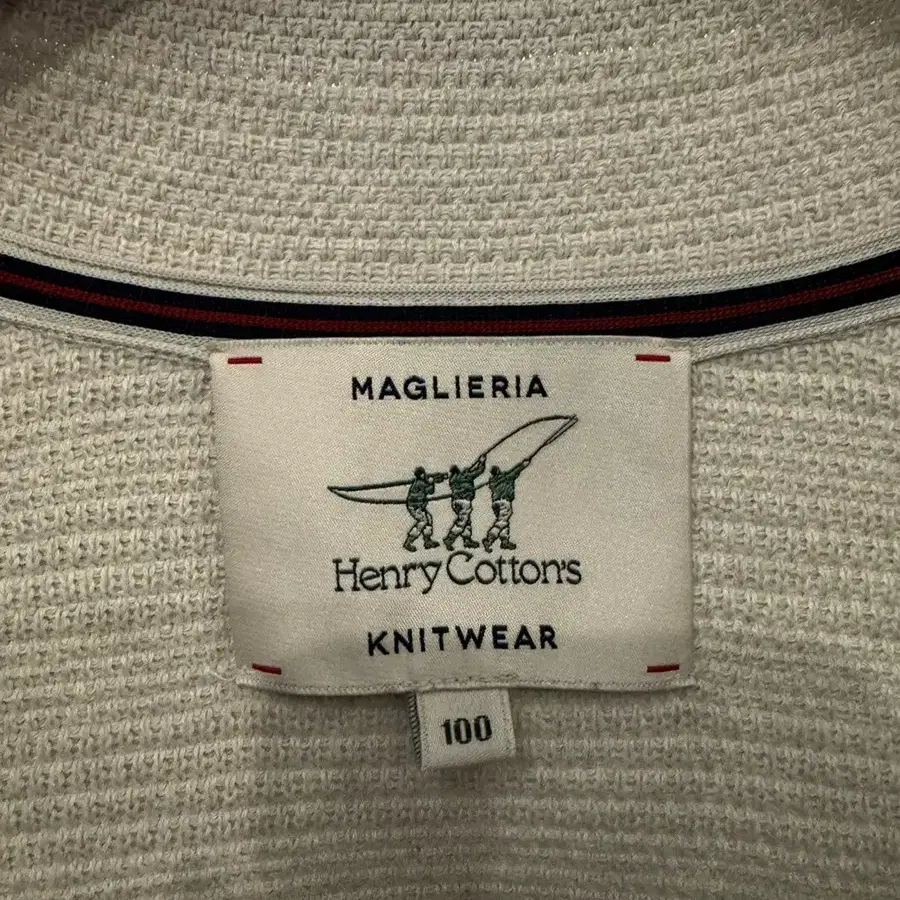 MAGLIERIA
Henry Cotton's
KNITWEAR
100